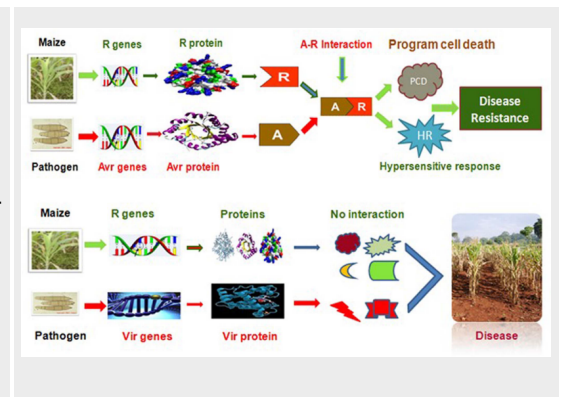 Maize
R genes
R protein
A-R Interaction
Program cell death
R
PCD
A
R
Disease
Resistance
A
HR
Pathogen
Avr genes
Avr protein
Hypersensitive response
Maize
R genes
Proteins
No interaction
Pathogen
Vir genes
Vir protein
Disease